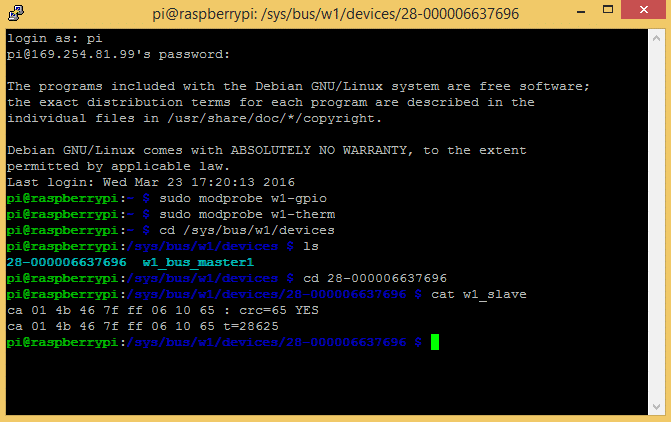 pi@raspberrypi: /sys/bus/w1/devices/28-000006637696
login as: pi
pi@169.254.81.99's password:
The programs included with the Debian GNU/Linux system are free software;
the exact distribution terms for each program are described in the
individual files in /usr/share/doc/*/copyright.
Debian GNU/Linux comes with ABSOLUTELY NO WARRANTY, to the extent
permitted by applicable law.
Last login: Wed Mar 23 17:20:13 2016
pi@raspberrypi:~ $ sudo modprobe w1-gpio
pi@raspberrypi:~ $ sudo modprobe w1-therm
pi@raspberrypi:~ $ cd /sys/bus/w1/devices
pi@raspberrypi:/sys/bus/w1/devices $ ls
28-000006637696  w1_bus_master1
pi@raspberrypi:/sys/bus/w1/devices $ cd 28-000006637696
pi@raspberrypi:/sys/bus/w1/devices/28-000006637696 $ cat w1_slave
ca 01 4b 46 7f ff 06 10 65 : crc=65 YES
ca 01 4b 46 7f ff 06 10 65 t=28625
pi@raspberrypi:/sys/bus/w1/devices/28-000006637696 $